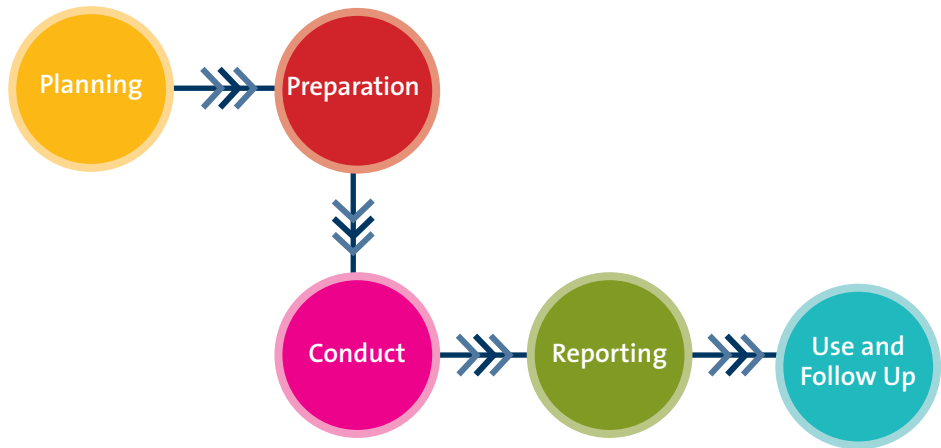 Planning
Preparation
Conduct
Reporting
Use and
Follow Up